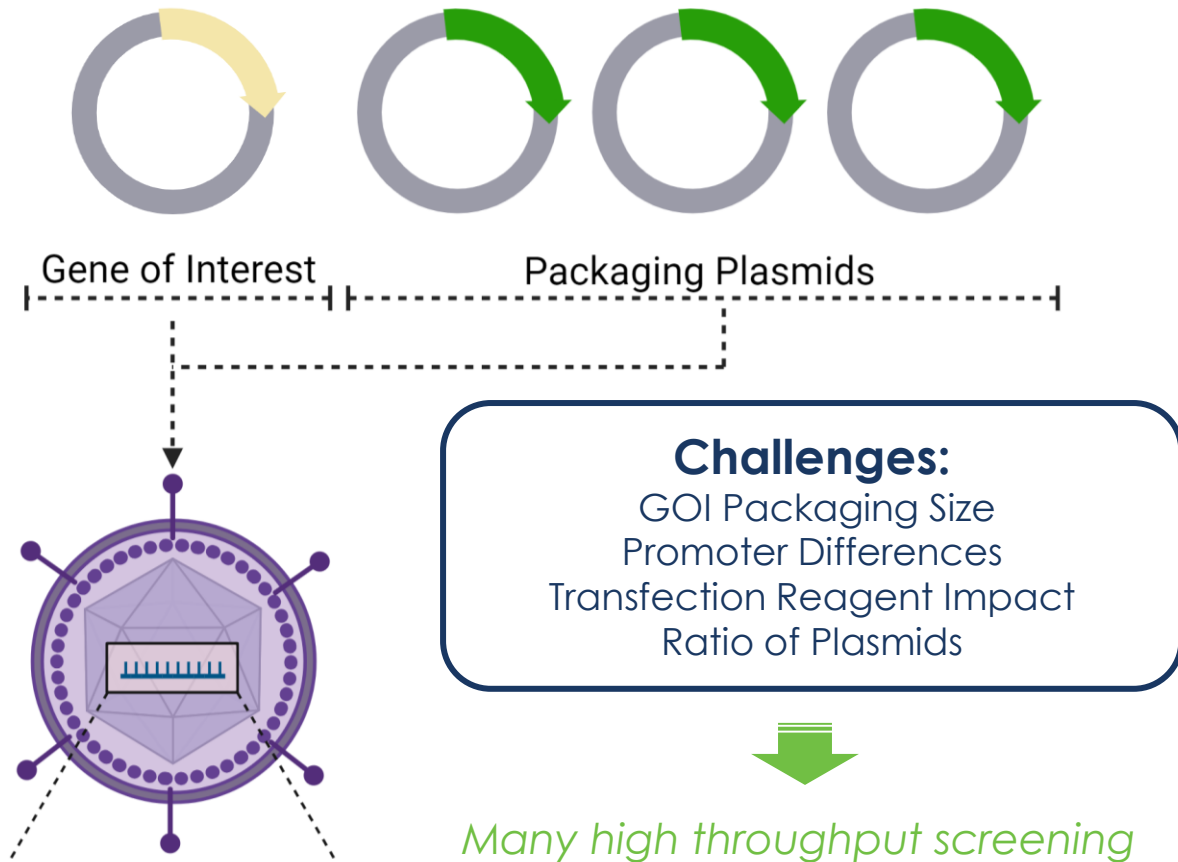 Gene of Interest
Packaging Plasmids
Challenges:
GOI Packaging Size
Promoter Differences
Transfection Reagent Impact
Ratio of Plasmids
Many high throughput screening